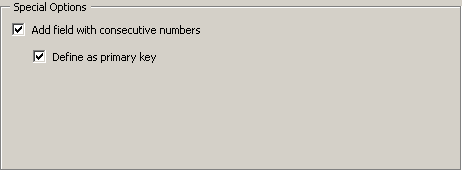 Special Options
Add field with consecutive numbers
Define as primary key